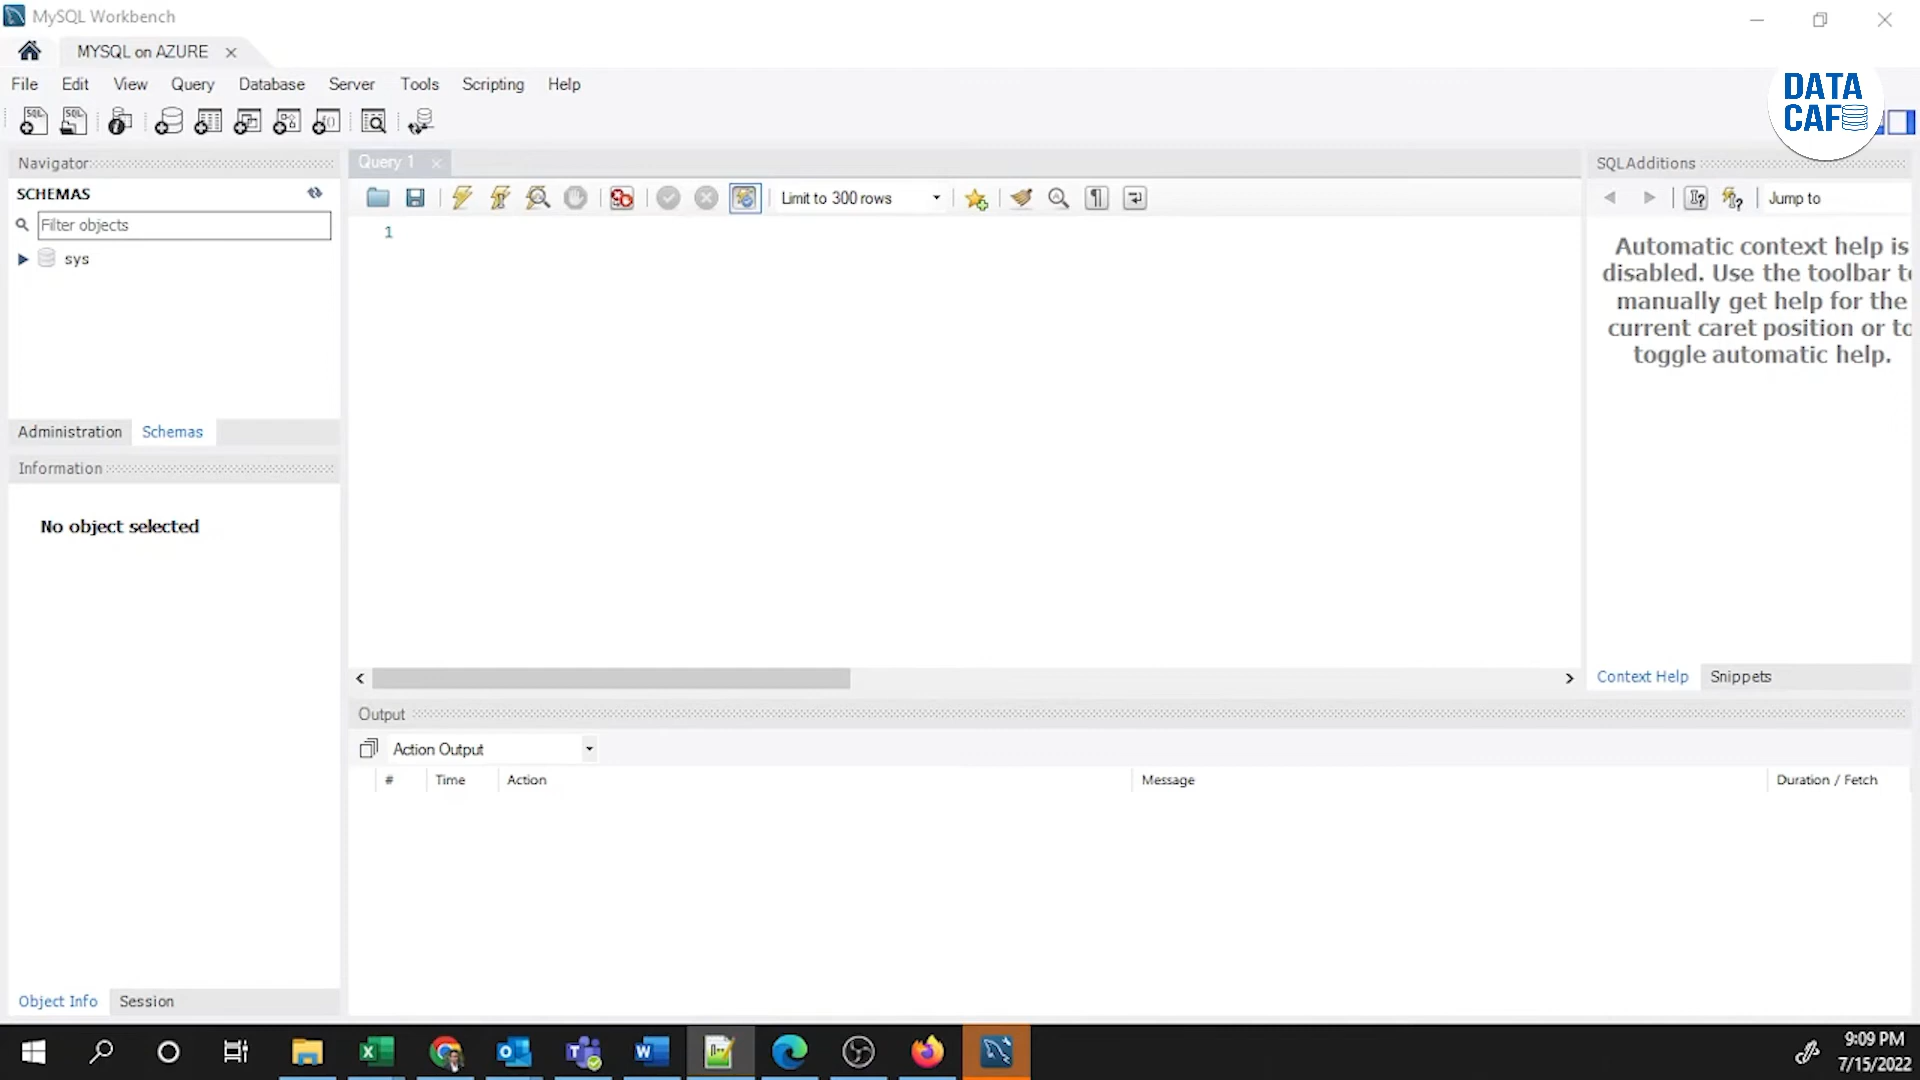 MySQL Workbench
MYSQL on AZURE
File Edit View Query Database Server Tools Scripting Help
DATA
CAF
Navigator
SCHEMAS
Filter objects
sys
Administration Schemas
Information
No object selected
Object Info Session
Query 1
Limit to 300 rows
1
SQLAdditions
Jump to
Automatic context help is
disabled. Use the toolbar to
manually get help for the
current caret position or to
toggle automatic help.
Context Help Snippets
Output
Action Output
# Time Action Message Duration / Fetch
9:09 PM
7/15/2022